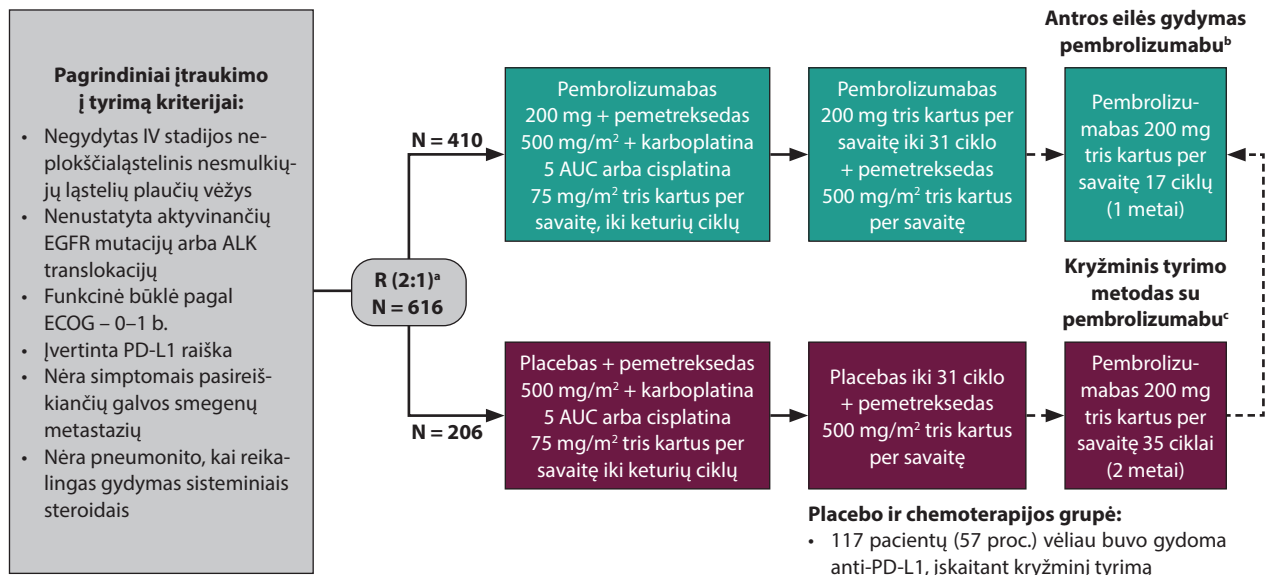 Pagrindiniai įtraukimo
į tyrimą kriterijai:
• Negydytas IV stadijos ne-
plokščialąstelinis nesmulkių-
jų ląstelių plaučių vėžys
• Nenustatyta aktyvinančių
EGFR mutacijų arba ALK
translokacijų
• Funkcinė būklė pagal
ECOG – 0–1 b.
• Įvertinta PD-L1 raiška
• Nėra simptomais pasireiš-
kiančių galvos smegenų
metastazių
• Nėra pneumonito, kai reika-
lingas gydymas sisteminiais
steroidais
R (2:1)ᵃ
N = 616
N = 410
Pembrolizumabas
200 mg + pemetreksedas
500 mg/m² + karboplatina
5 AUC arba cisplatina
75 mg/m² tris kartus per
savaitę, iki keturių ciklų
Pembrolizumabas
200 mg tris kartus per
savaitę iki 31 ciklo
+ pemetreksedas
500 mg/m² tris kartus
per savaitę
Antros eilės gydymas
pembrolizumabuᵇ
Pembrolizu-
mabas 200 mg
tris kartus per
savaitę 17 ciklų
(1 metai)
N = 206
Placebas + pemetreksedas
500 mg/m² + karboplatina
5 AUC arba cisplatina
75 mg/m² tris kartus per
savaitę iki keturių ciklų
Placebas iki 31 ciklo
+ pemetreksedas
500 mg/m² tris kartus
per savaitę
Kryžminis tyrimo
metodas su
pembrolizumabuᶜ
Pembrolizu-
mabas 200 mg
tris kartus per
savaitę 35 ciklai
(2 metai)
Placebo ir chemoterapijos grupė:
• 117 pacientų (57 proc.) vėliau buvo gydoma
anti-PD-L1, įskaitant kryžminį tyrimą